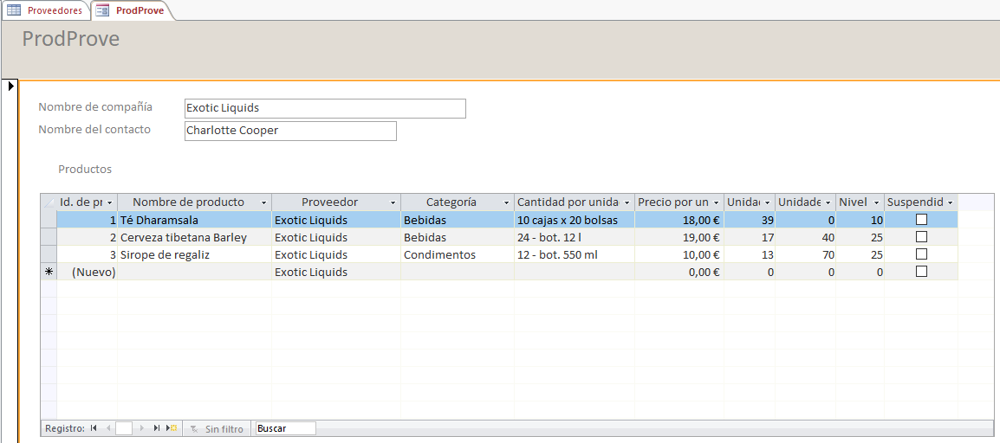 Proveedores ProdProve
ProdProve
Nombre de compañía Exotic Liquids
Nombre del contacto Charlotte Cooper
Productos
Id. de pr Nombre de producto Proveedor Categoría Cantidad por unida Precio por un Unidad Unidade Nivel Suspendid
1 Té Dharamsala Exotic Liquids Bebidas 10 cajas x 20 bolsas 18,00 € 39 0 10
2 Cerveza tibetana Barley Exotic Liquids Bebidas 24 - bot. 12 l 19,00 € 17 40 25
3 Sirope de regaliz Exotic Liquids Condimentos 12 - bot. 550 ml 10,00 € 13 70 25
(Nuevo) Exotic Liquids 0,00 € 0 0 0
Registro: Sin filtro Buscar